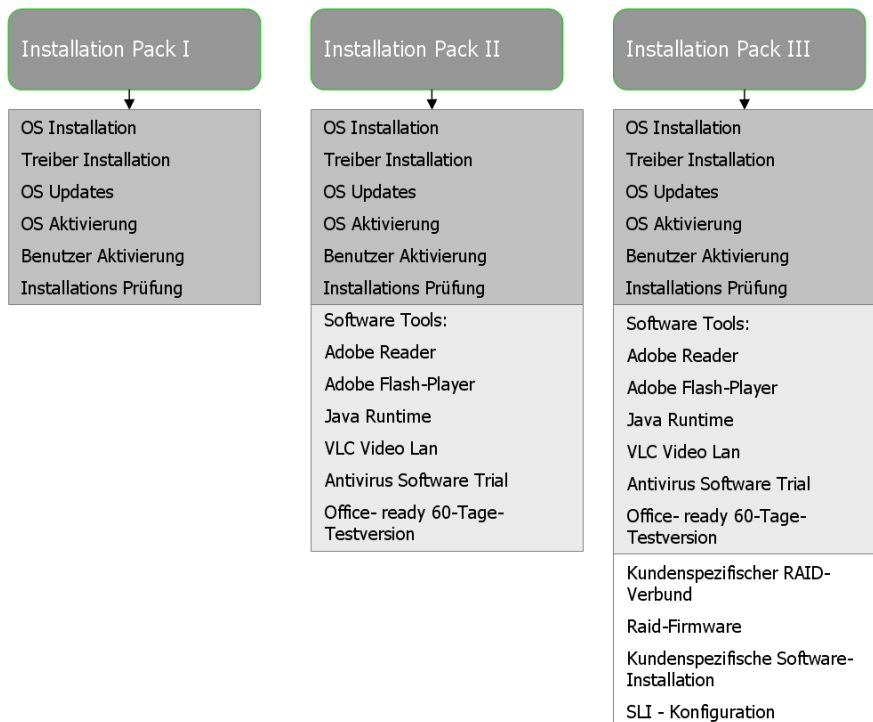 Installation Pack I
OS Installation
Treiber Installation
OS Updates
OS Aktivierung
Benutzer Aktivierung
Installations Prüfung
Installation Pack II
OS Installation
Treiber Installation
OS Updates
OS Aktivierung
Benutzer Aktivierung
Installations Prüfung
Software Tools:
Adobe Reader
Adobe Flash-Player
Java Runtime
VLC Video Lan
Antivirus Software Trial
Office- ready 60-Tage-
Testversion
Installation Pack III
OS Installation
Treiber Installation
OS Updates
OS Aktivierung
Benutzer Aktivierung
Installations Prüfung
Software Tools:
Adobe Reader
Adobe Flash-Player
Java Runtime
VLC Video Lan
Antivirus Software Trial
Office- ready 60-Tage-
Testversion
Kundenspezifischer RAID-
Verbund
Raid-Firmware
Kundenspezifische Software-
Installation
SLI - Konfiguration